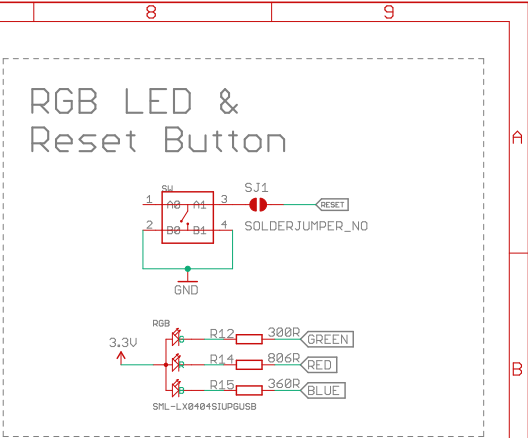 8 9
RGB LED &
Reset Button
A
SW SJ1
1 A0 A1 3 RESET
2 B0 B1 4 SOLDERJUMPER_NO
GND
RGB
3.3V
R12 300R GREEN
R14 806R RED
R15 360R BLUE
B
SML-LX0404SIUPGUSB